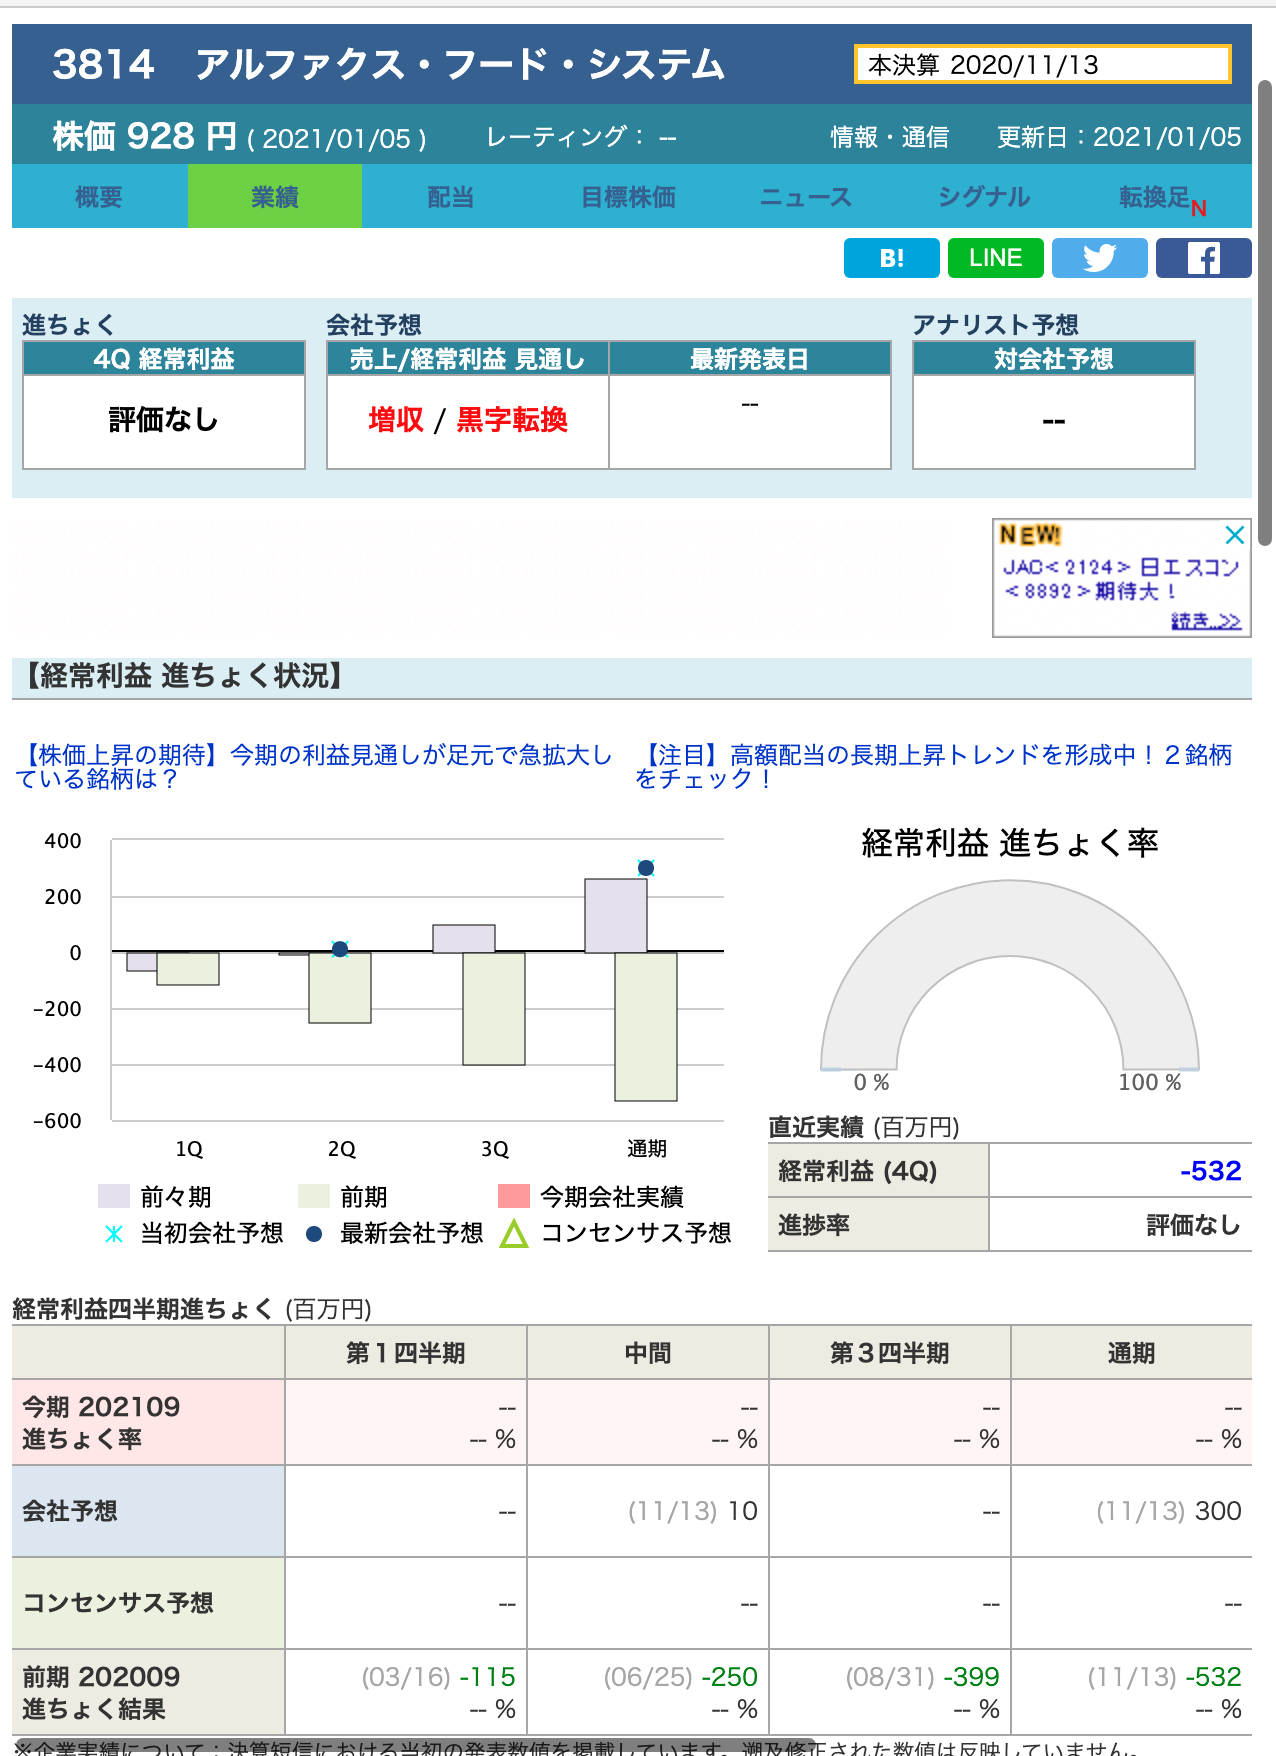 3814　アルファクス・フード・システム
本決算 2020/11/13
株価 928 円 ( 2021/01/05 )
レーティング： --
情報・通信
更新日：2021/01/05
概要
業績
配当
目標株価
ニュース
シグナル
転換足N
B!
LINE
進ちょく
会社予想
アナリスト予想
4Q 経常利益
売上/経常利益 見通し
最新発表日
対会社予想
評価なし
増収 / 黒字転換
--
--
NEW!
JAC<2124> 日エスコン
<8892>期待大！
続き..>>
【経常利益 進ちょく状況】
【株価上昇の期待】今期の利益見通しが足元で急拡大し
ている銘柄は？
【注目】高額配当の長期上昇トレンドを形成中！２銘柄
をチェック！
400
200
0
-200
-400
-600
1Q
2Q
3Q
通期
前々期
前期
今期会社実績
当初会社予想
最新会社予想
コンセンサス予想
経常利益 進ちょく率
0 %
100 %
直近実績 (百万円)
経常利益 (4Q)
-532
進捗率
評価なし
経常利益四半期進ちょく (百万円)
第１四半期
中間
第３四半期
通期
今期 202109
進ちょく率
--
-- %
--
-- %
--
-- %
--
-- %
会社予想
--
(11/13) 10
--
(11/13) 300
コンセンサス予想
--
--
--
--
前期 202009
進ちょく結果
(03/16) -115
-- %
(06/25) -250
-- %
(08/31) -399
-- %
(11/13) -532
-- %
※企業実績について：決算短信における当初の発表数値を掲載しています。遡及修正された数値は反映していません。